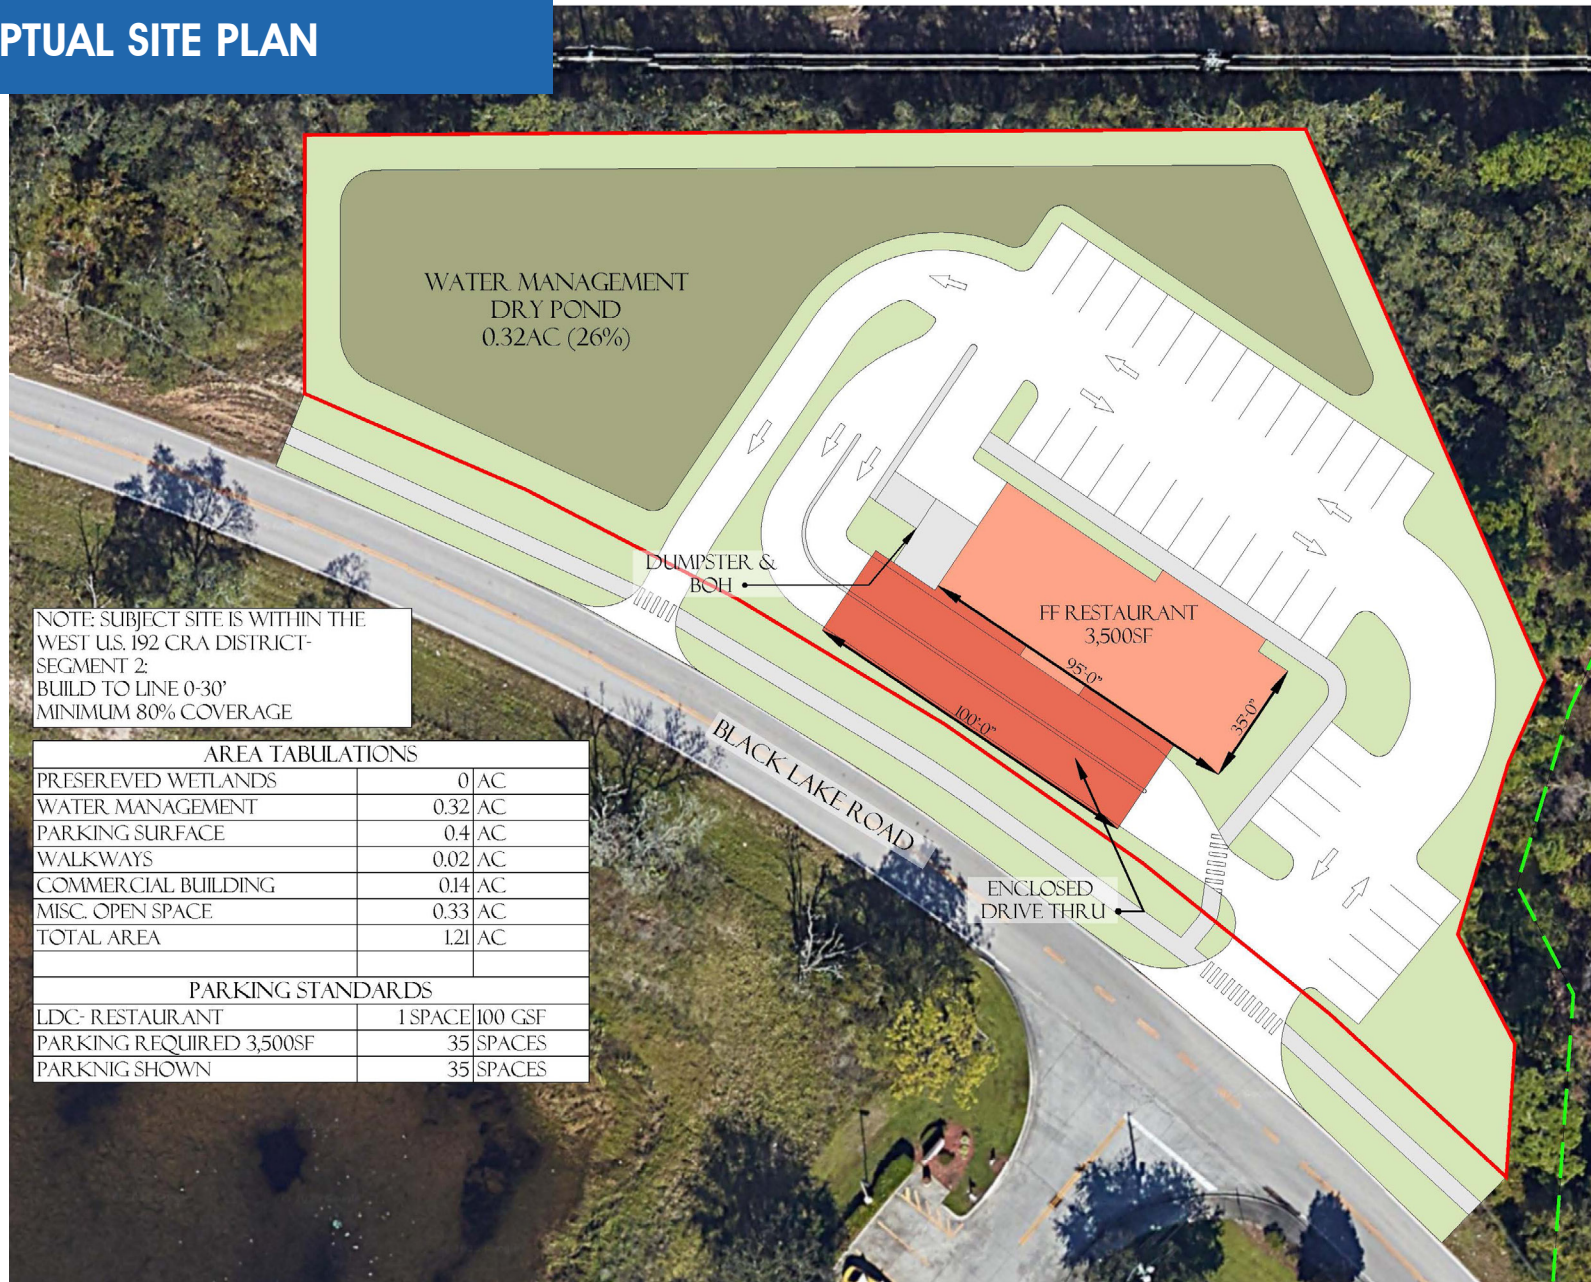 PTUAL SITE PLAN
WATER MANAGEMENT
DRY POND
0.32AC (26%)
DUMPSTER &
BOH
FF RESTAURANT
3,500SF
95'-0"
35'-0"
100'-0"
BLACK LAKE ROAD
ENCLOSED
DRIVE THRU
NOTE: SUBJECT SITE IS WITHIN THE
WEST U.S. 192 CRA DISTRICT-
SEGMENT 2:
BUILD TO LINE 0-30'
MINIMUM 80% COVERAGE
AREA TABULATIONS
PRESEREVED WETLANDS 0 AC
WATER MANAGEMENT 0.32 AC
PARKING SURFACE 0.4 AC
WALKWAYS 0.02 AC
COMMERCIAL BUILDING 0.14 AC
MISC. OPEN SPACE 0.33 AC
TOTAL AREA 1.21 AC
PARKING STANDARDS
LDC- RESTAURANT 1 SPACE 100 GSF
PARKING REQUIRED 3,500SF 35 SPACES
PARKNIG SHOWN 35 SPACES